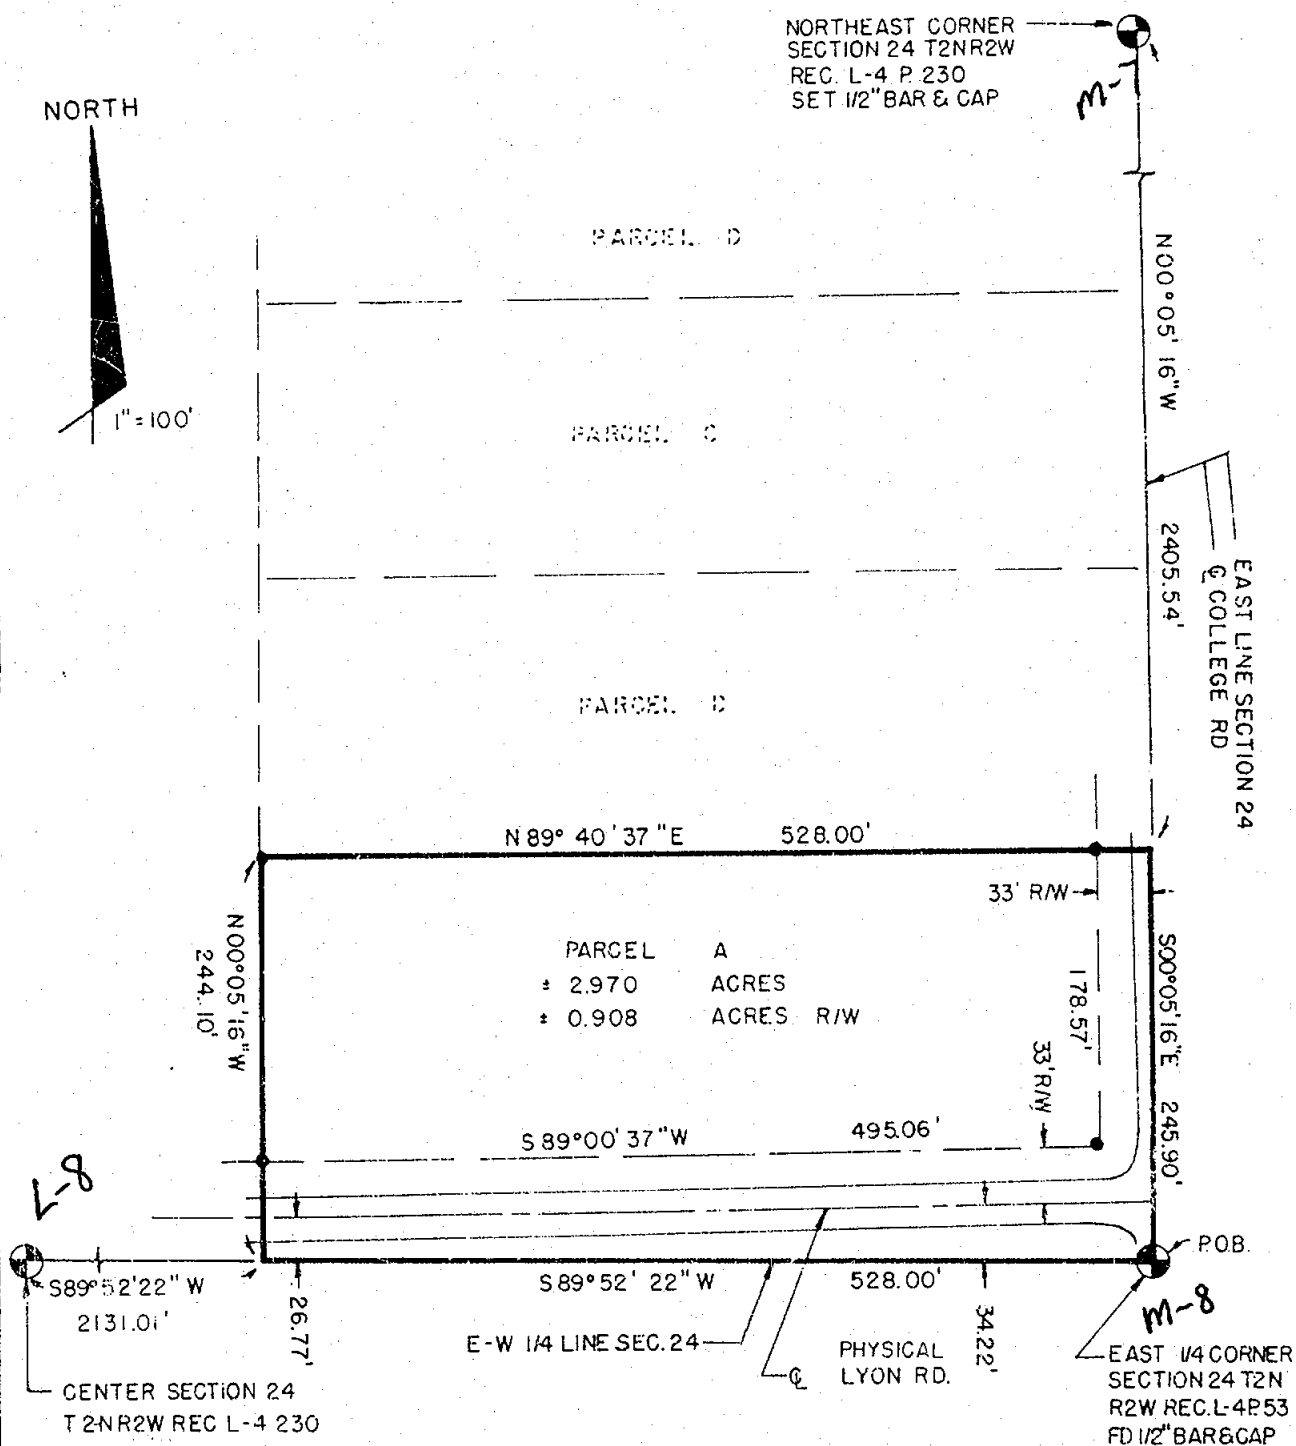 NORTHEAST CORNER
SECTION 24 T2NR2W
REC. L-4 P. 230
SET 1/2" BAR & CAP
M-1
NORTH
1"=100'
PARCEL D
N00°05'16"W
PARCEL C
2405.54'
EAST LINE SECTION 24
℄ COLLEGE RD
PARCEL D
N 89° 40' 37"E 528.00'
33' R/W
N00°05'16"W
244.10'
PARCEL A
± 2.970 ACRES
± 0.908 ACRES R/W
178.57'
S00°05'16"E 245.90'
33' R/W
S 89°00'37"W 495.06'
L-8
P.O.B.
S89°52'22" W
2131.01'
S89°52'22"W 528.00'
M-8
26.77'
34.22'
E-W 1/4 LINE SEC. 24
℄ PHYSICAL
LYON RD.
CENTER SECTION 24
T2NR2W REC L-4 230
EAST 1/4 CORNER
SECTION 24 T2N
R2W REC. L-4 P.53
FD 1/2" BAR & CAP